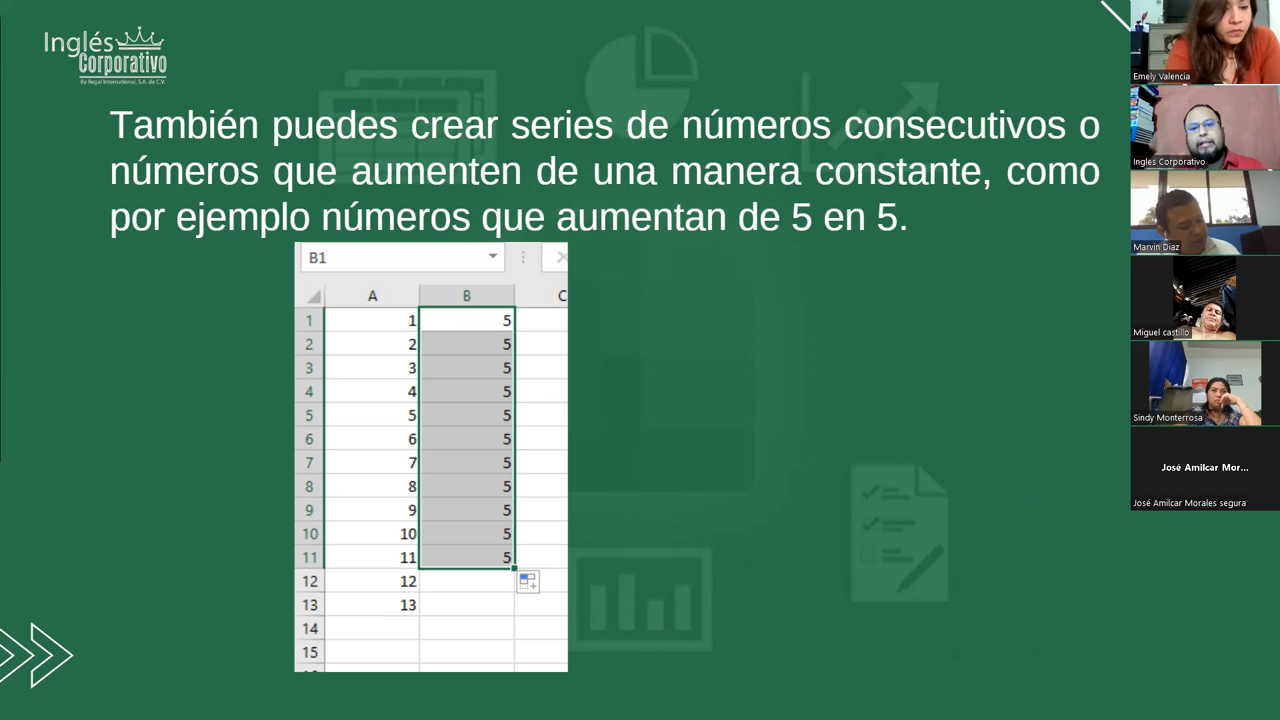 Inglés
Corporativo
By Regal International, S.A. de C.V.
También puedes crear series de números consecutivos o
números que aumenten de una manera constante, como
por ejemplo números que aumentan de 5 en 5.
B1
A B C
1 1 5
2 2 5
3 3 5
4 4 5
5 5 5
6 6 5
7 7 5
8 8 5
9 9 5
10 10 5
11 11 5
12 12
13 13
14
15
Emely Valencia
Inglés Corporativo
Marvin Diaz
Miguel castillo
Sindy Monterrosa
José Amilcar Mor...
José Amilcar Morales segura